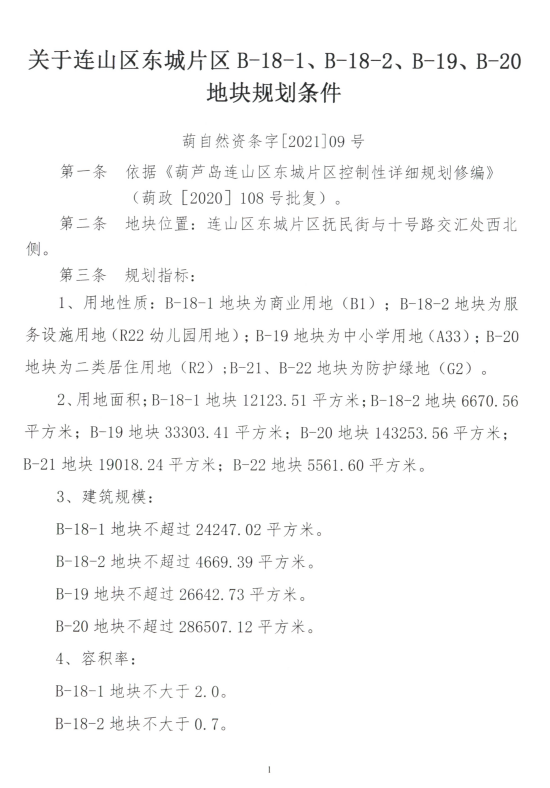 关于连山区东城片区 B-18-1、B-18-2、B-19、B-20
地块规划条件
葫自然资条字[2021]09 号
第一条 依据《葫芦岛连山区东城片区控制性详细规划修编》
（葫政［2020］108 号批复）。
第二条 地块位置：连山区东城片区抚民街与十号路交汇处西北
侧。
第三条 规划指标：
1、用地性质：B-18-1 地块为商业用地（B1）；B-18-2 地块为服
务设施用地(R22 幼儿园用地)；B-19 地块为中小学用地(A33)；B-20
地块为二类居住用地（R2）;B-21、B-22 地块为防护绿地（G2）。
2、用地面积;B-18-1 地块 12123.51 平方米;B-18-2 地块 6670.56
平方米；B-19 地块 33303.41 平方米；B-20 地块 143253.56 平方米；
B-21 地块 19018.24 平方米；B-22 地块 5561.60 平方米。
3、建筑规模：
B-18-1 地块不超过 24247.02 平方米。
B-18-2 地块不超过 4669.39 平方米。
B-19 地块不超过 26642.73 平方米。
B-20 地块不超过 286507.12 平方米。
4、容积率：
B-18-1 地块不大于 2.0。
B-18-2 地块不大于 0.7。
1